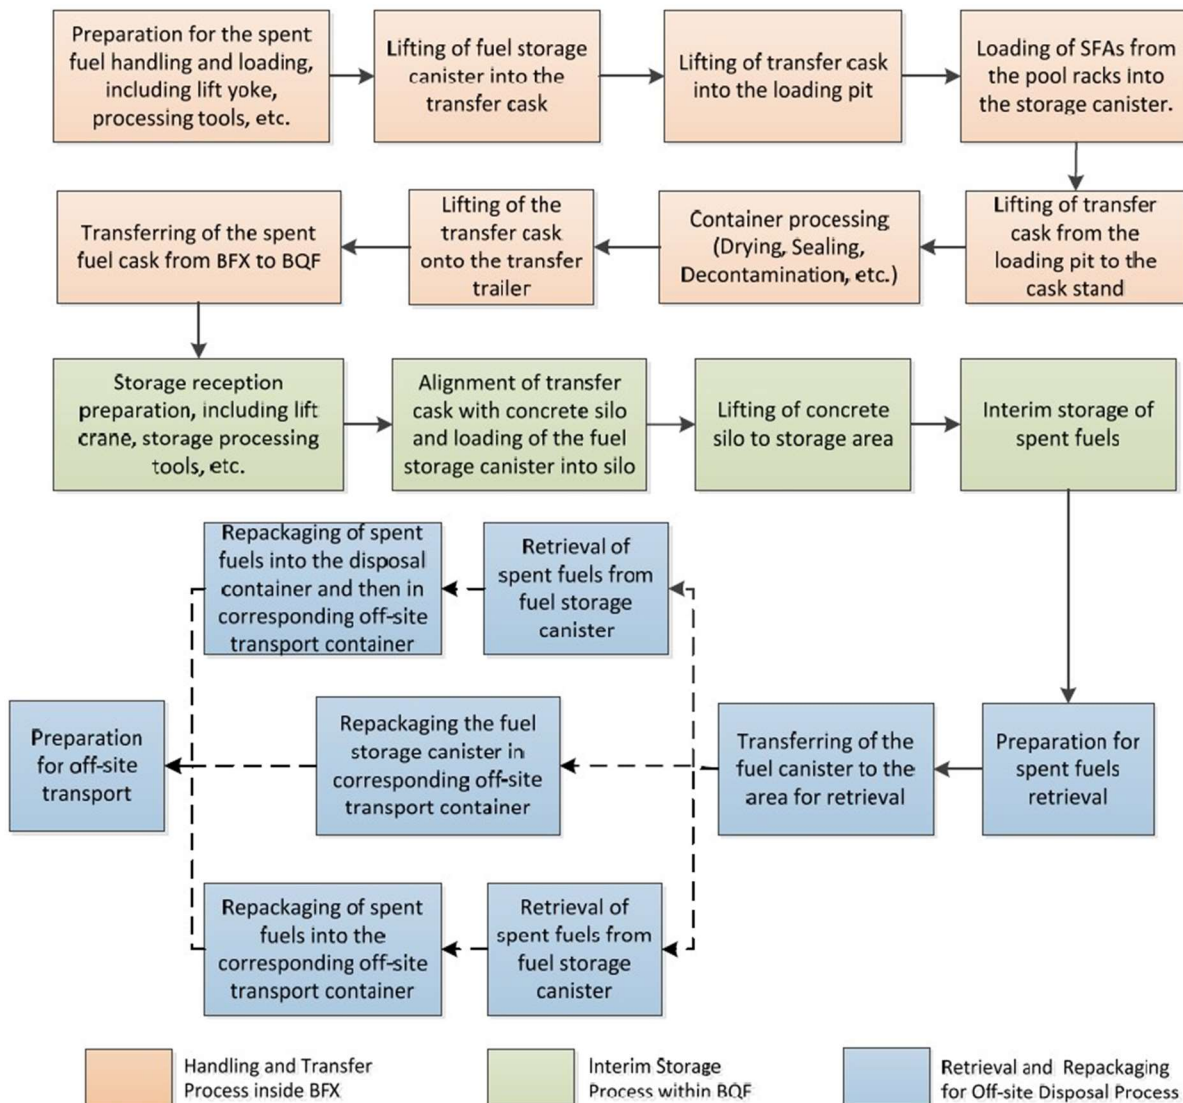 Preparation for the spent
fuel handling and loading,
including lift yoke,
processing tools, etc.
Lifting of fuel storage
canister into the
transfer cask
Lifting of transfer cask
into the loading pit
Loading of SFAs from
the pool racks into
the storage canister.
Transferring of the spent
fuel cask from BFX to BQF
Lifting of the
transfer cask
onto the transfer
trailer
Container processing
(Drying, Sealing,
Decontamination, etc.)
Lifting of transfer
cask from the
loading pit to the
cask stand
Storage reception
preparation, including lift
crane, storage processing
tools, etc.
Alignment of transfer
cask with concrete silo
and loading of the fuel
storage canister into silo
Lifting of concrete
silo to storage area
Interim storage of
spent fuels
Repackaging of spent
fuels into the disposal
container and then in
corresponding off-site
transport container
Retrieval of
spent fuels from
fuel storage
canister
Preparation
for off-site
transport
Repackaging the fuel
storage canister in
corresponding off-site
transport container
Transferring of the
fuel canister to the
area for retrieval
Preparation for
spent fuels
retrieval
Repackaging of spent
fuels into the
corresponding off-site
transport container
Retrieval of
spent fuels from
fuel storage
canister
Handling and Transfer
Process inside BFX
Interim Storage
Process within BQF
Retrieval and Repackaging
for Off-site Disposal Process